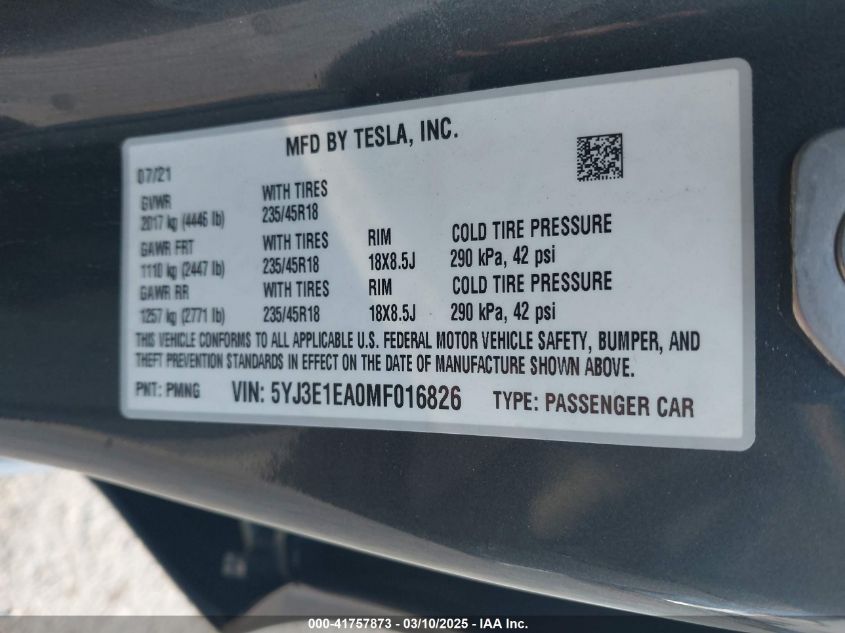 MFD BY TESLA, INC.
07/21
GVWR
2017 kg (4446 lb)
WITH TIRES
235/45R18
GAWR FRT
1110 kg (2447 lb)
WITH TIRES
235/45R18
RIM
18X8.5J
COLD TIRE PRESSURE
290 kPa, 42 psi
GAWR RR
1257 kg (2771 lb)
WITH TIRES
235/45R18
RIM
18X8.5J
COLD TIRE PRESSURE
290 kPa, 42 psi
THIS VEHICLE CONFORMS TO ALL APPLICABLE U.S. FEDERAL MOTOR VEHICLE SAFETY, BUMPER, AND
THEFT PREVENTION STANDARDS IN EFFECT ON THE DATE OF MANUFACTURE SHOWN ABOVE.
PNT: PMNG VIN: 5YJ3E1EA0MF016826 TYPE: PASSENGER CAR
000-41757873 — 03/10/2025 — IAA Inc.